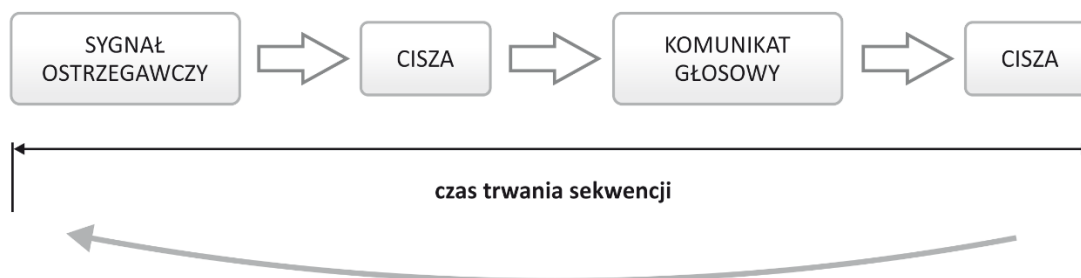 SYGNAŁ
OSTRZEGAWCZY
CISZA
KOMUNIKAT
GŁOSOWY
CISZA
czas trwania sekwencji